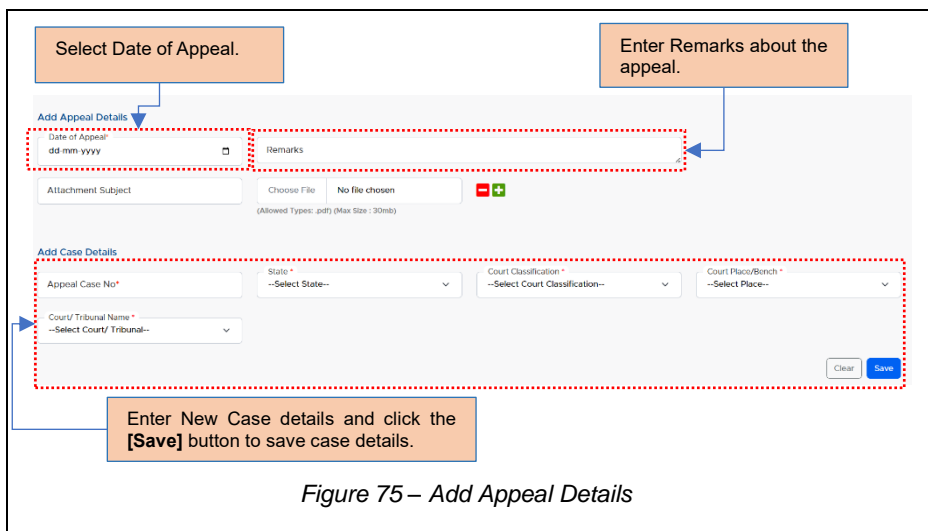 Select Date of Appeal.
Enter Remarks about the
appeal.
Add Appeal Details
Date of Appeal*
dd-mm-yyyy
Remarks
Attachment Subject
Choose File No file chosen
(Allowed Types: .pdf) (Max Size : 30mb)
Add Case Details
Appeal Case No*
State *
--Select State--
Court Classification *
--Select Court Classification--
Court Place/Bench *
--Select Place--
Court/ Tribunal Name *
--Select Court/ Tribunal--
Clear Save
Enter New Case details and click the
[Save] button to save case details.
Figure 75 – Add Appeal Details